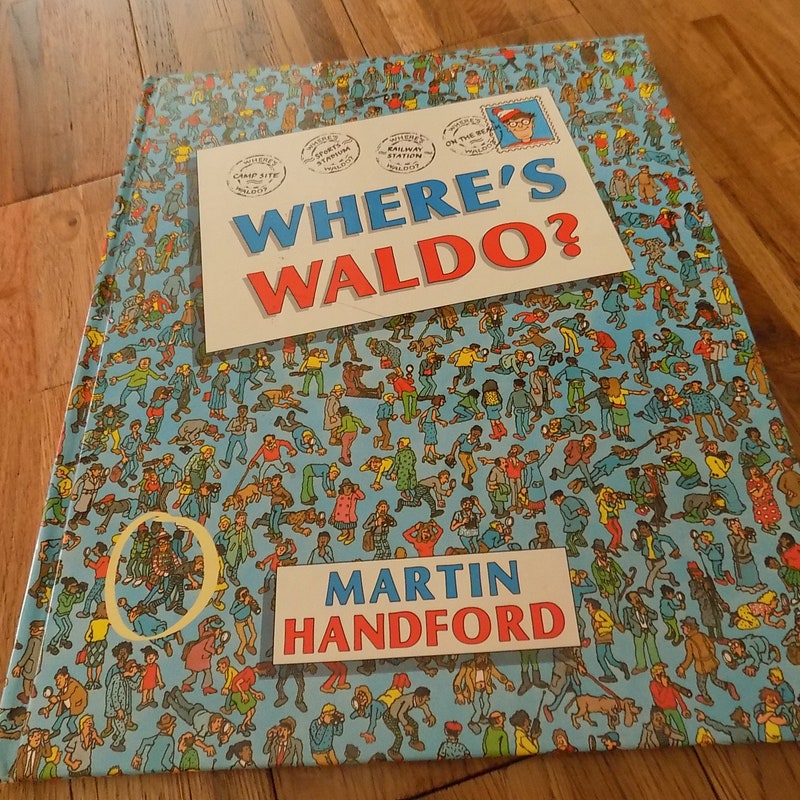 WHERE'S
CAMP SITE
WALDO?
WHERE'S
SPORTS
STADIUM
WALDO?
WHERE'S
RAILWAY
STATION
WALDO?
WHERE'S
ON THE BEACH
WALDO?
WHERE'S
WALDO?
MARTIN
HANDFORD